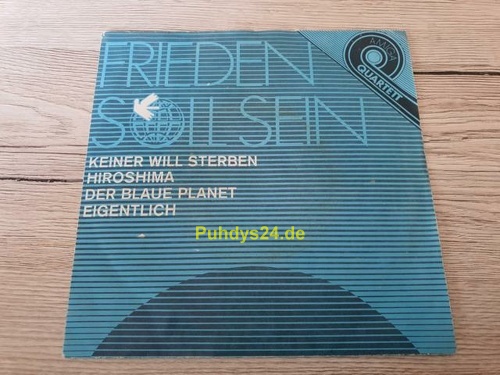 FRIEDEN
SOLL SEIN
AMIGA
QUARTETT
KEINER WILL STERBEN
HIROSHIMA
DER BLAUE PLANET
EIGENTLICH
Puhdys24.de